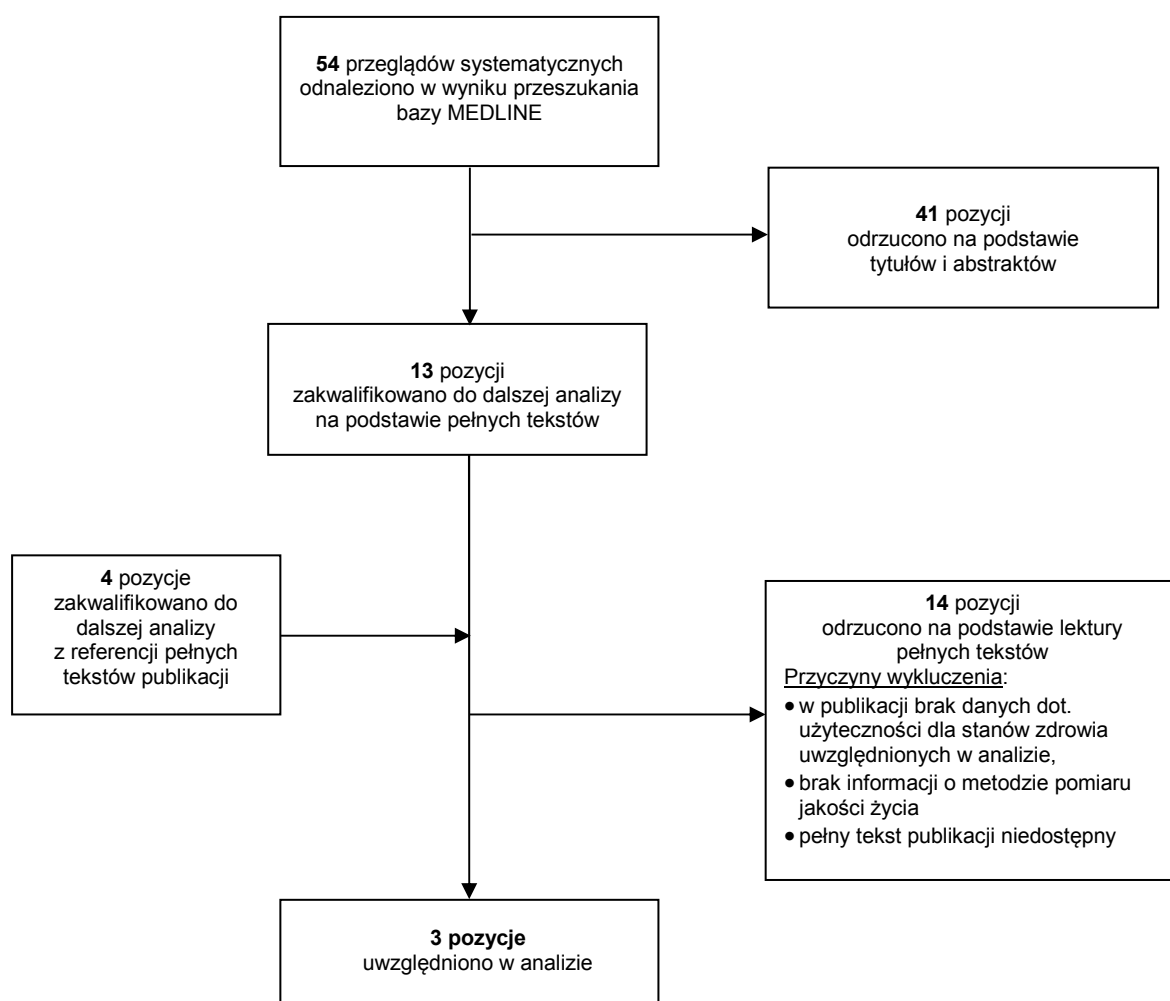 54 przeglądów systematycznych
odnaleziono w wyniku przeszukania
bazy MEDLINE
41 pozycji
odrzucono na podstawie
tytułów i abstraktów
13 pozycji
zakwalifikowano do dalszej analizy
na podstawie pełnych tekstów
4 pozycje
zakwalifikowano do
dalszej analizy
z referencji pełnych
tekstów publikacji
14 pozycji
odrzucono na podstawie lektury
pełnych tekstów
Przyczyny wykluczenia:
• w publikacji brak danych dot.
użyteczności dla stanów zdrowia
uwzględnionych w analizie,
• brak informacji o metodzie pomiaru
jakości życia
• pełny tekst publikacji niedostępny
3 pozycje
uwzględniono w analizie